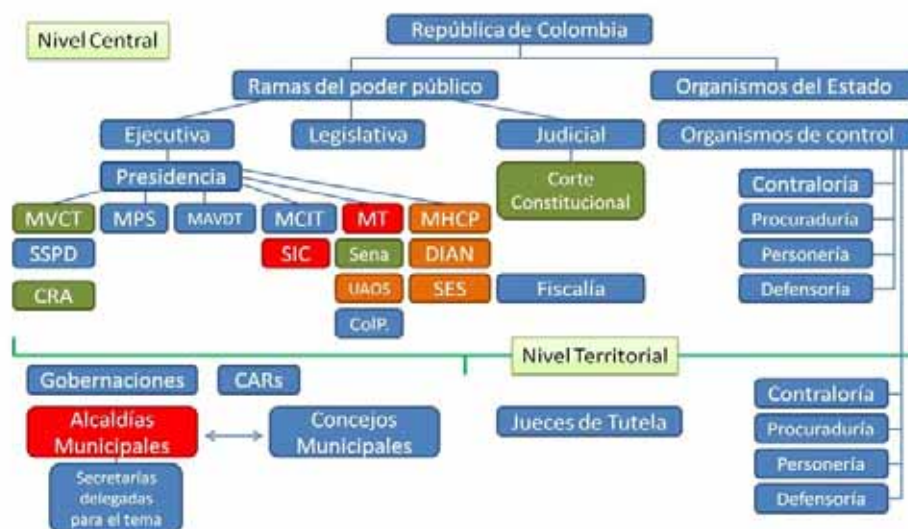 Nivel Central
República de Colombia
Ramas del poder público
Organismos del Estado
Ejecutiva
Legislativa
Judicial
Organismos de control
Presidencia
Corte
Constitucional
Contraloría
MVCT
MPS
MAVDT
MCIT
MT
MHCP
Procuraduría
SSPD
SIC
Sena
DIAN
Personería
CRA
UAOS
SES
Fiscalía
Defensoría
ColP.
Nivel Territorial
Gobernaciones
CARs
Contraloría
Alcaldías
Municipales
Concejos
Municipales
Jueces de Tutela
Procuraduría
Personería
Secretarías
delegadas
para el tema
Defensoría